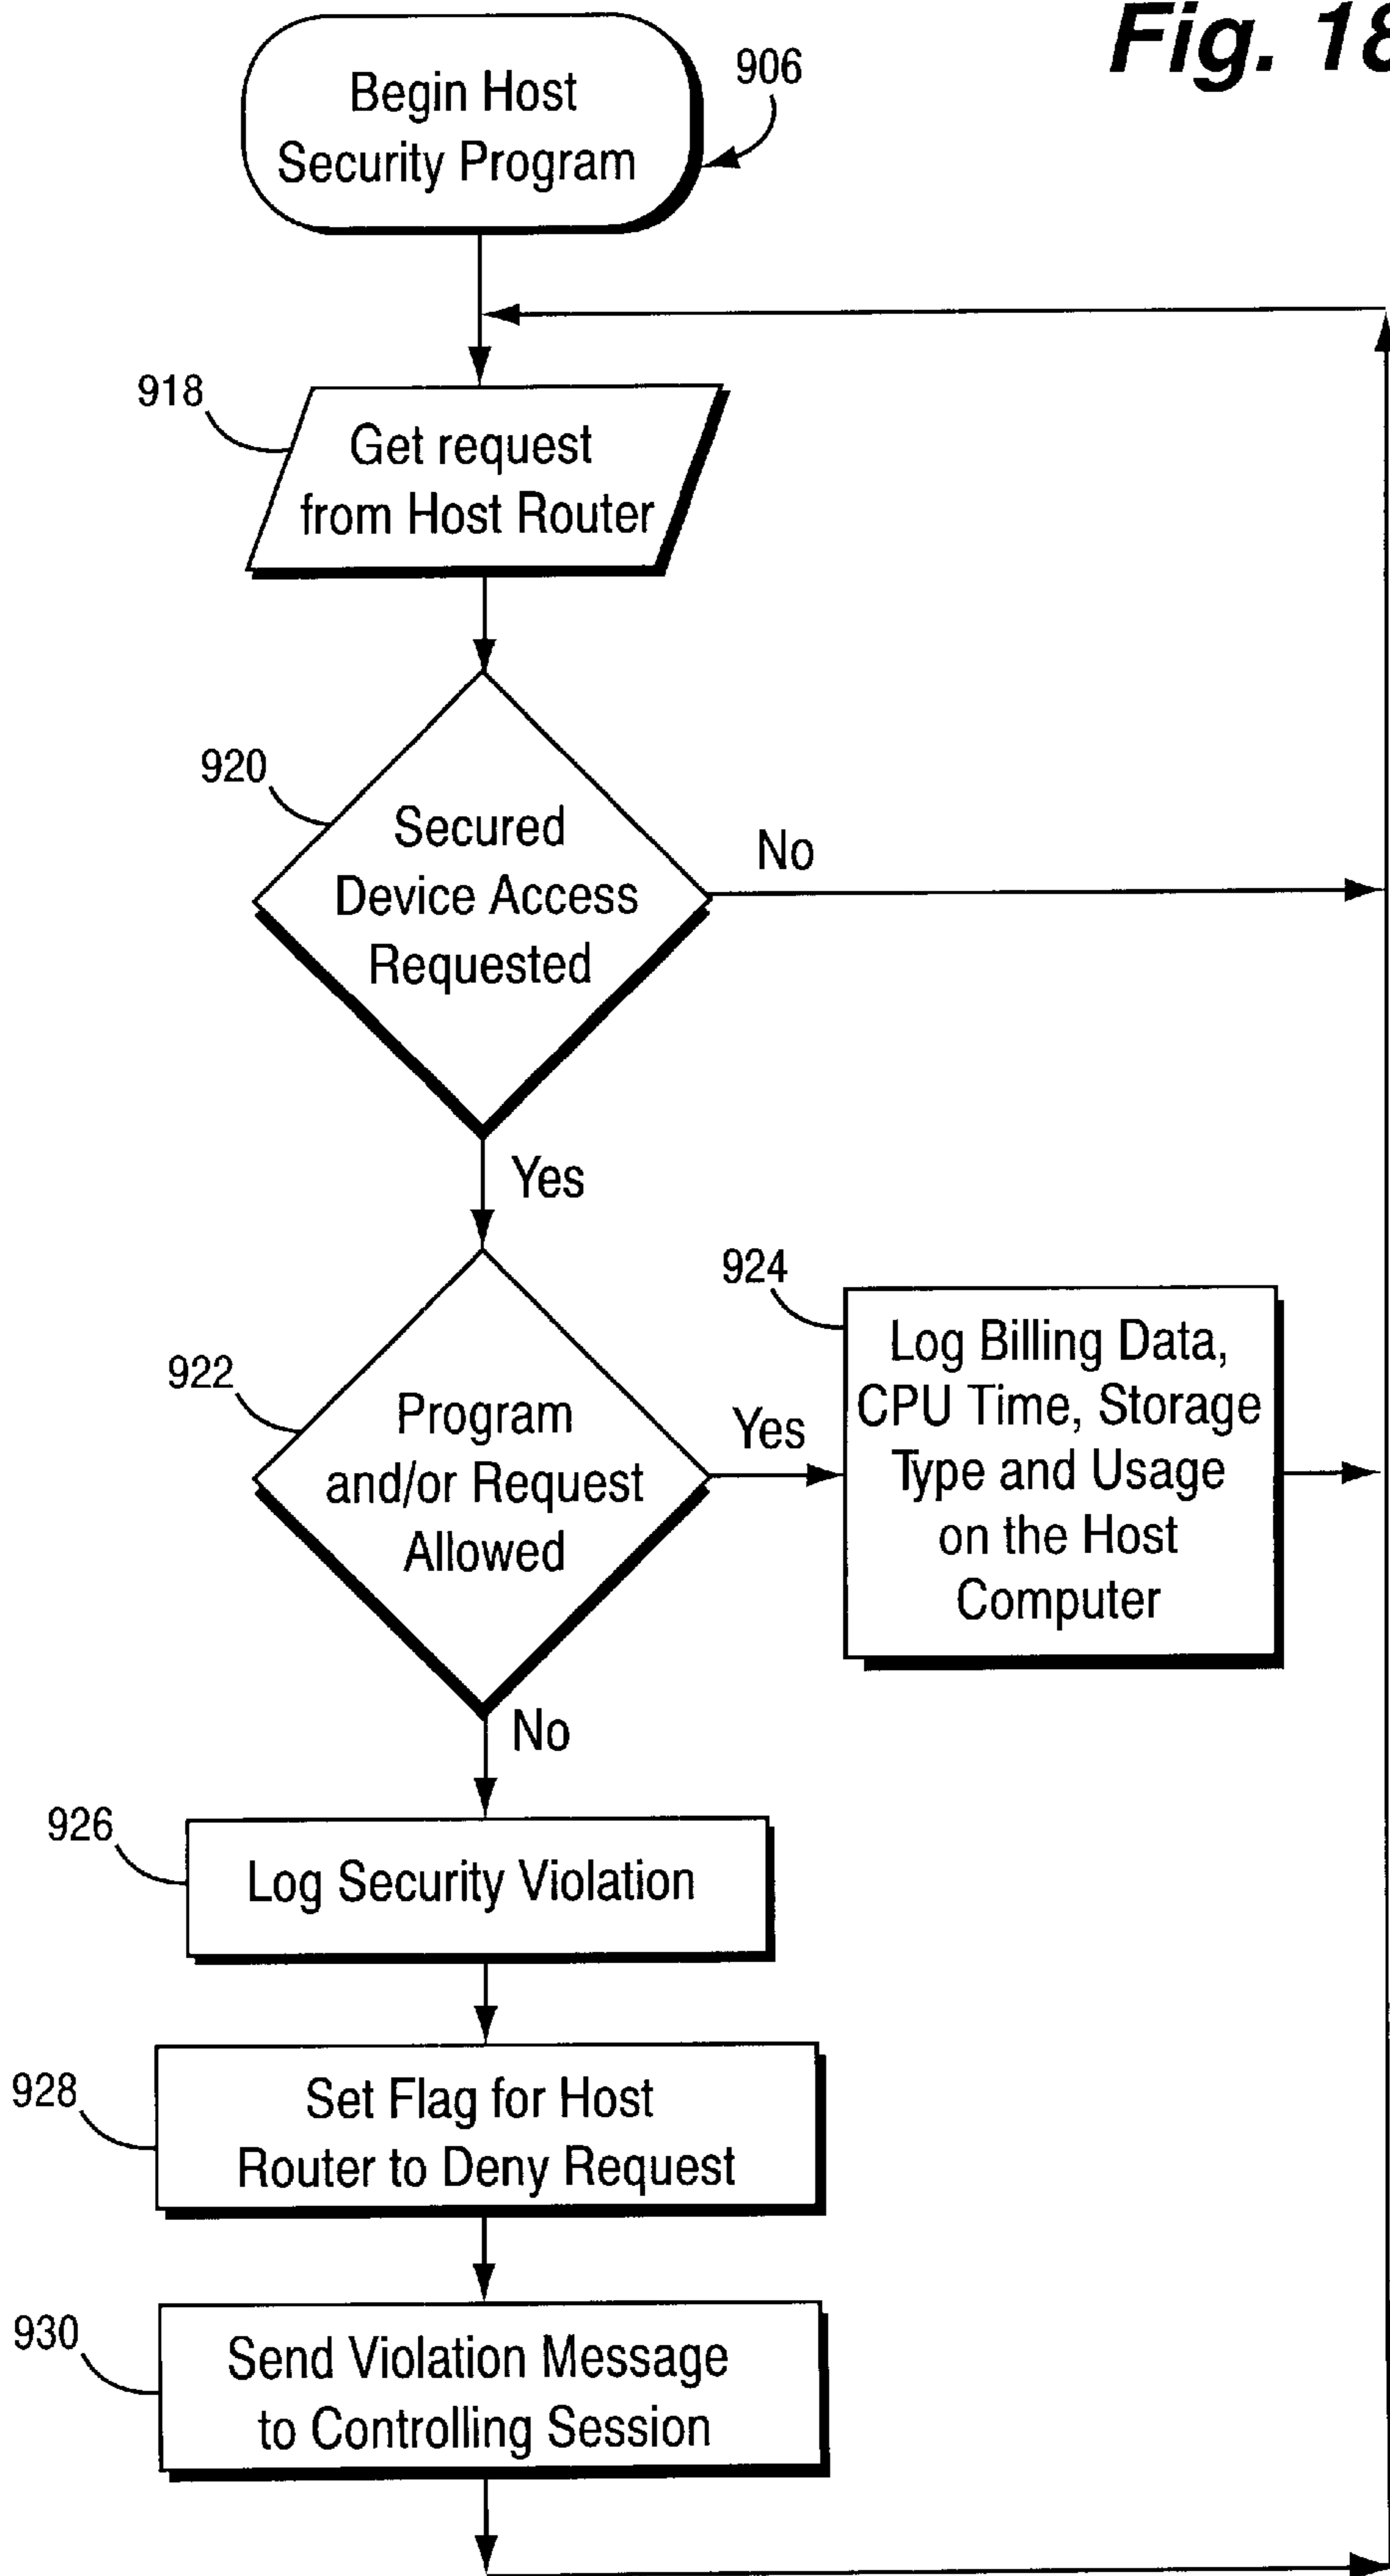 Fig. 18
Begin Host
Security Program
906
918
Get request
from Host Router
920
Secured
Device Access
Requested
No
Yes
922
Program
and/or Request
Allowed
Yes
924
Log Billing Data,
CPU Time, Storage
Type and Usage
on the Host
Computer
No
926
Log Security Violation
928
Set Flag for Host
Router to Deny Request
930
Send Violation Message
to Controlling Session